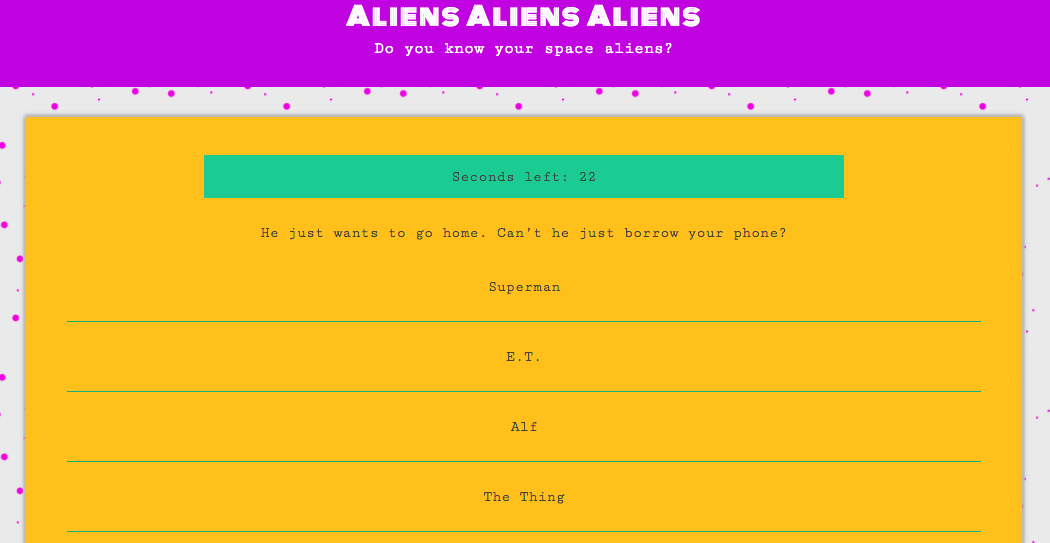 Aliens Aliens Aliens
Do you know your space aliens?
Seconds left: 22
He just wants to go home. Can't he just borrow your phone?
Superman
E.T.
Alf
The Thing